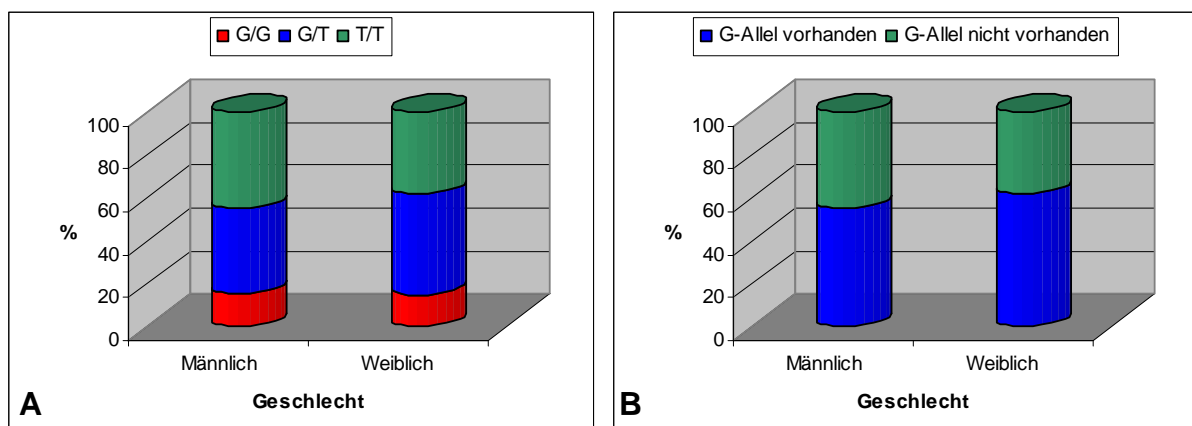 G/G G/T T/T
100
80
60
%
40
20
0
Männlich Weiblich
Geschlecht
A
G-Allel vorhanden G-Allel nicht vorhanden
100
80
60
%
40
20
0
Männlich Weiblich
Geschlecht
B